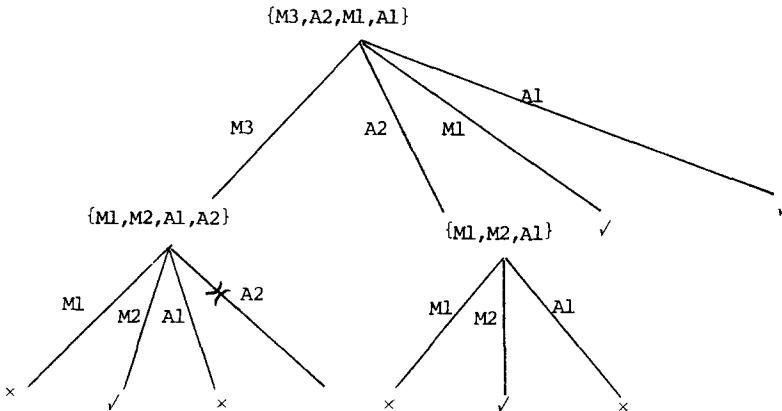 {M3,A2,M1,A1}
A1
M3
A2
M1
{M1,M2,A1,A2}
✓
✓
{M1,M2,A1}
M1
M2
A1
A2
M1
M2
A1
×
✓
×
×
✓
×